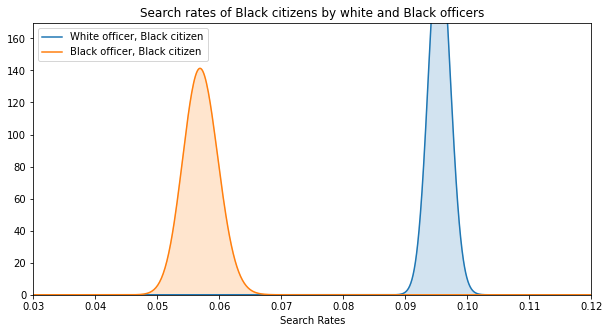 Search rates of Black citizens by white and Black officers
White officer, Black citizen
Black officer, Black citizen
160
140
120
100
80
60
40
20
0
0.03 0.04 0.05 0.06 0.07 0.08 0.09 0.10 0.11 0.12
Search Rates